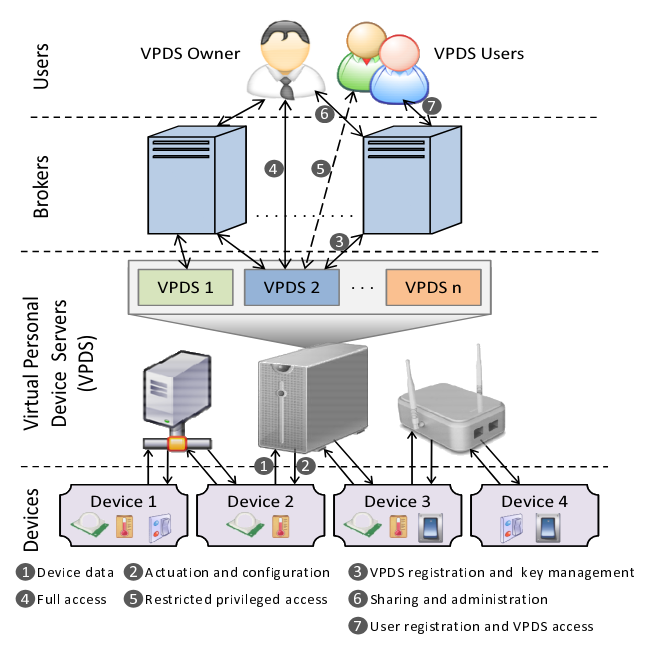 Users
VPDS Owner
VPDS Users
6
7
Brokers
4
5
3
Virtual Personal
Device Servers
(VPDS)
VPDS 1
VPDS 2
. . .
VPDS n
1
2
Devices
Device 1
Device 2
Device 3
Device 4
1 Device data
2 Actuation and configuration
3 VPDS registration and key management
4 Full access
5 Restricted privileged access
6 Sharing and administration
7 User registration and VPDS access